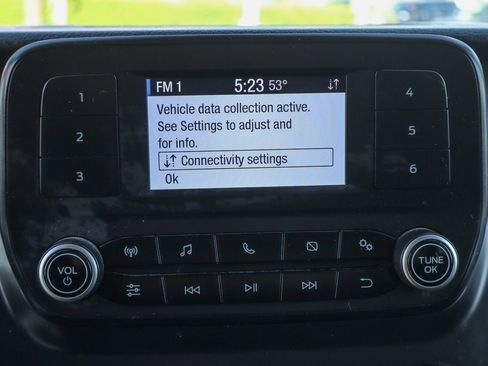 FM 1 5:23 53°
Vehicle data collection active.
See Settings to adjust and
for info.
Connectivity settings
Ok
1
2
3
4
5
6
VOL
TUNE
OK